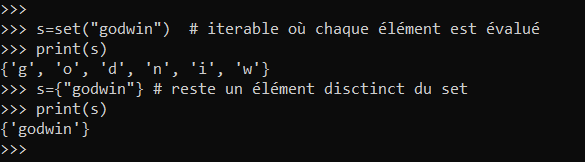 >>>
>>> s=set("godwin")  # iterable où chaque élément est évalué
>>> print(s)
{'g', 'o', 'd', 'n', 'i', 'w'}
>>> s={"godwin"} # reste un élément disctinct du set
>>> print(s)
{'godwin'}
>>>